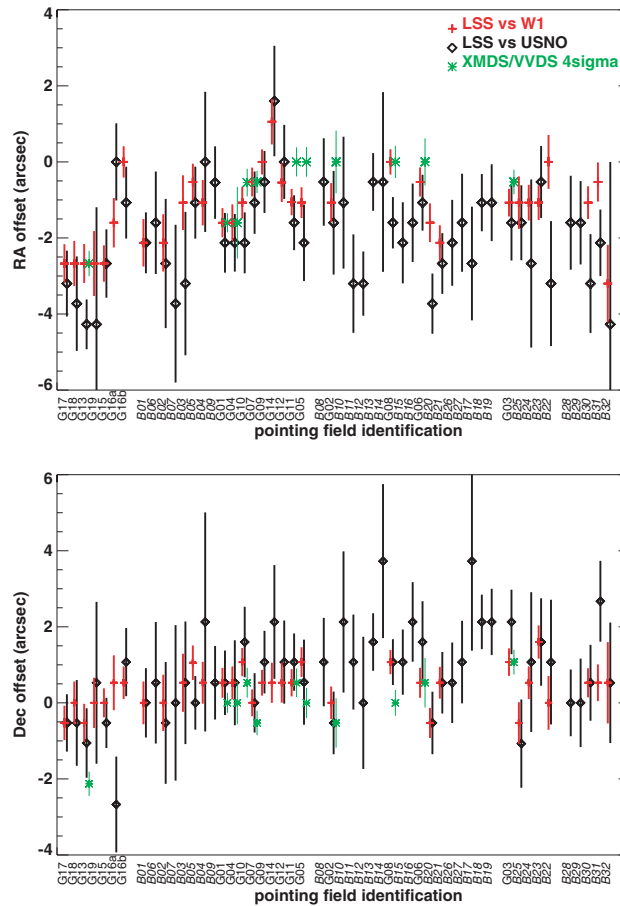 LSS vs W1
LSS vs USNO
XMDS/VVDS 4sigma
4
2
0
-2
-4
-6
RA offset (arcsec)
G17 G18 G13 G19 G15 G16a G16b B01 B06 B02 B07 B03 B05 B04 B09 G01 G04 G10 G07 G09 G14 G12 G11 G05 B08 G02 B10 B11 B12 B13 B14 G08 B15 B16 G06 B20 B21 B26 B27 B17 B18 B19 G03 B25 B24 B23 B22 B28 B29 B30 B31 B32
pointing field identification
6
4
2
0
-2
-4
Dec offset (arcsec)
G17 G18 G13 G19 G15 G16a G16b B01 B06 B02 B07 B03 B05 B04 B09 G01 G04 G10 G07 G09 G14 G12 G11 G05 B08 G02 B10 B11 B12 B13 B14 G08 B15 B16 G06 B20 B21 B26 B27 B17 B18 B19 G03 B25 B24 B23 B22 B28 B29 B30 B31 B32
pointing field identification